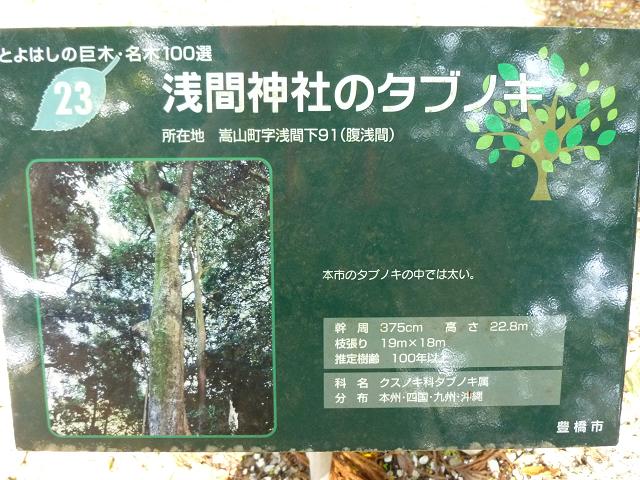 とよはしの巨木・名木100選
23
浅間神社のタブノキ
所在地 嵩山町字浅間下91(腹浅間)
本市のタブノキの中では太い。
幹 周 375cm 高 さ 22.8m
枝張り 19m×18m
推定樹齢 100年以上
科 名 クスノキ科タブノキ属
分 布 本州・四国・九州・沖縄
豊橋市